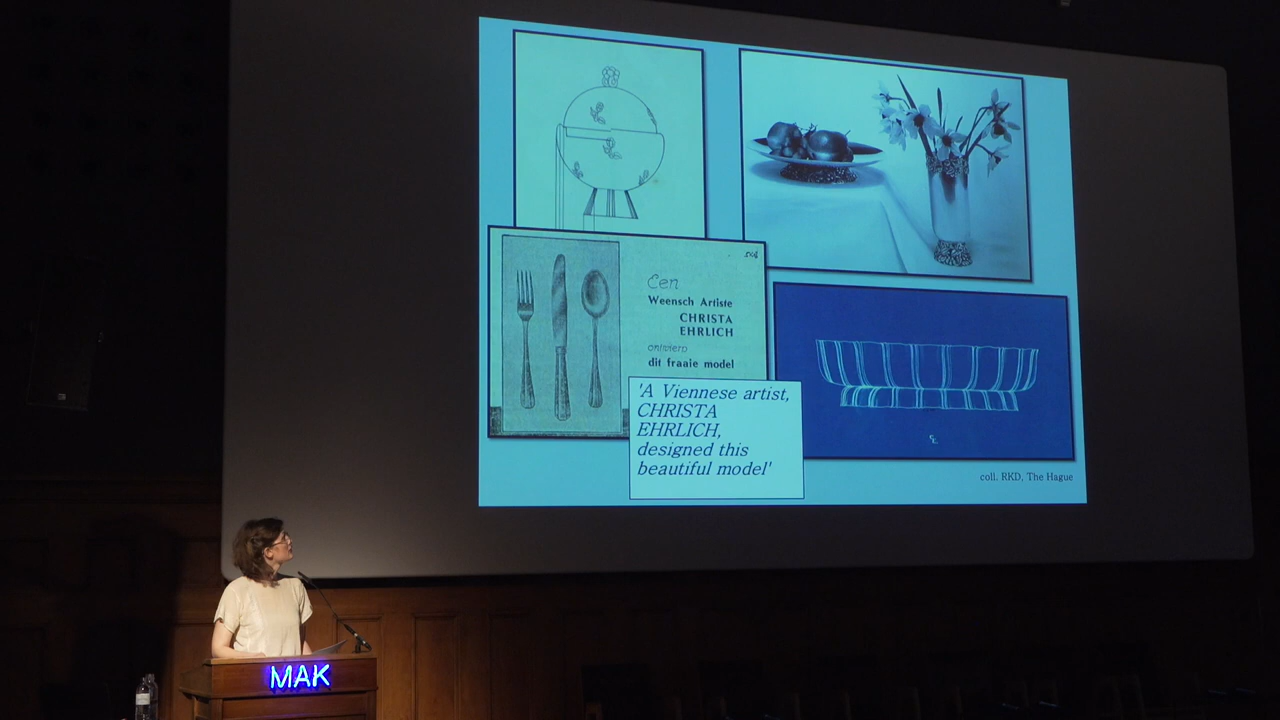 506
Een
Weensch Artiste
CHRISTA
EHRLICH
ontwierp
dit fraaie model
'A Viennese artist,
CHRISTA
EHRLICH,
designed this
beautiful model'
coll. RKD, The Hague
MAK